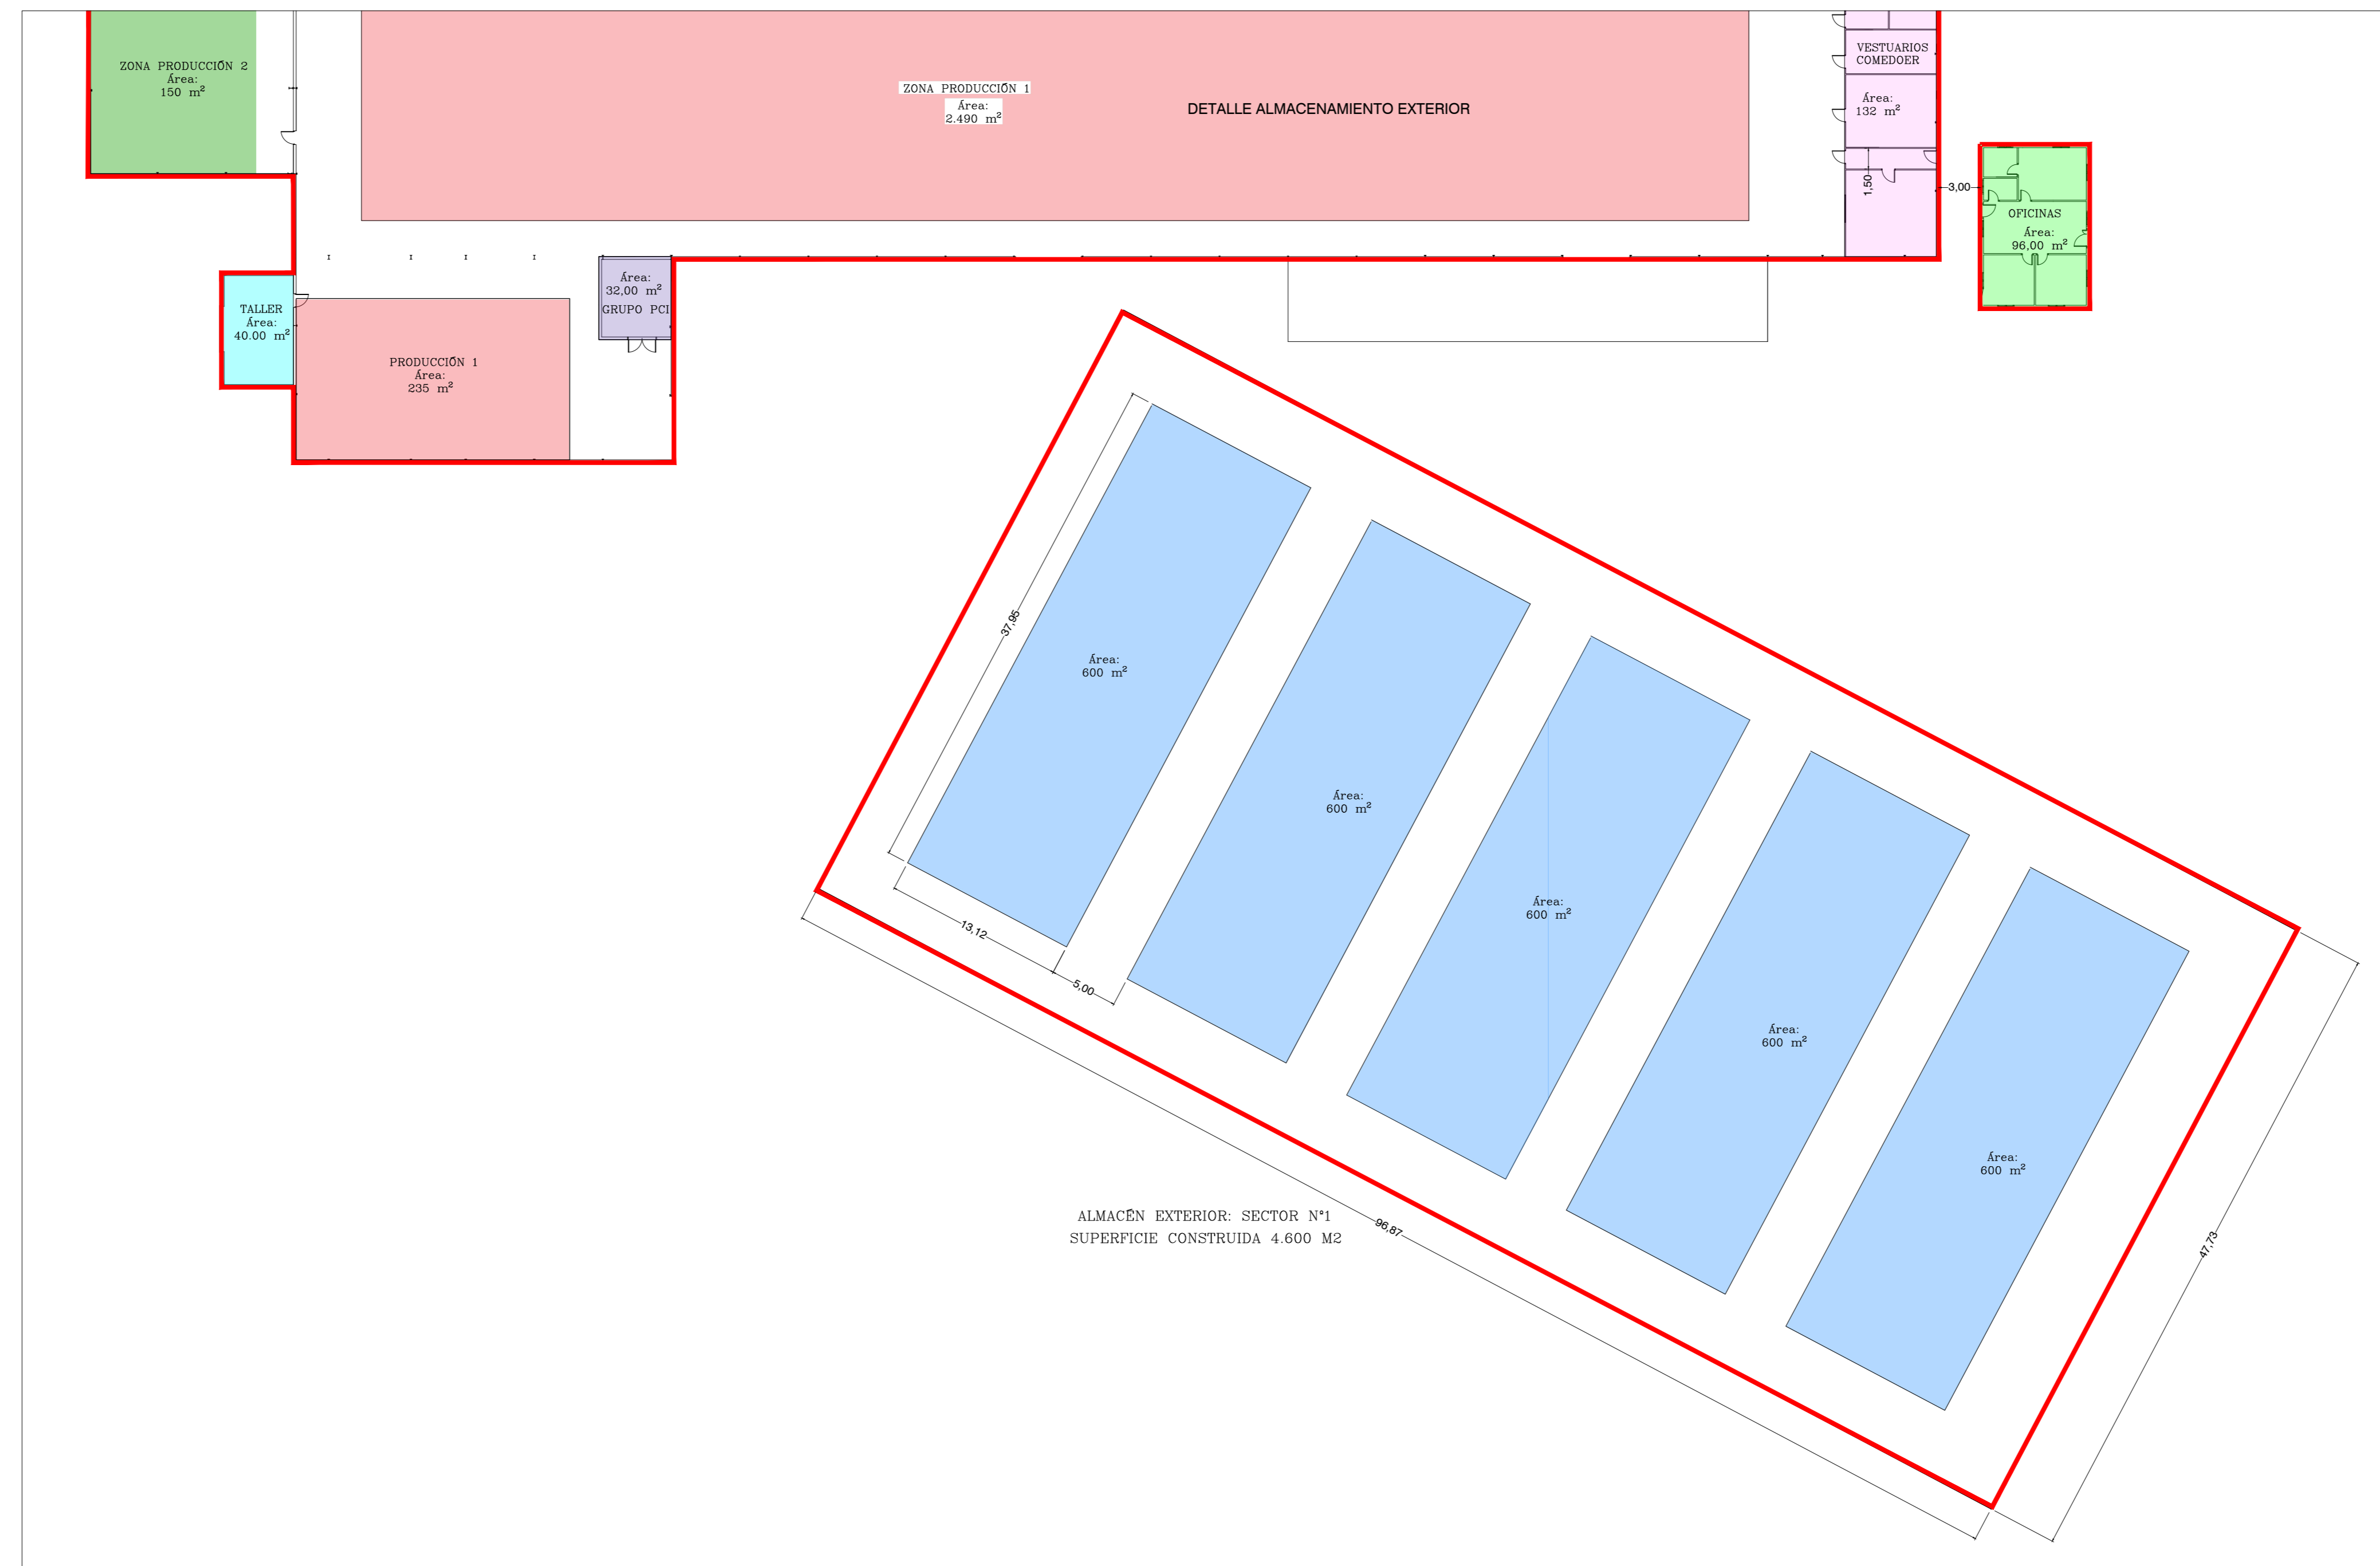 ZONA PRODUCCIÓN 2
Área:
150 m²
ZONA PRODUCCIÓN 1
Área:
2.490 m²
DETALLE ALMACENAMIENTO EXTERIOR
VESTUARIOS
COMEDOER
Área:
132 m²
1,50
3,00
OFICINAS
Área:
96,00 m²
Área:
32,00 m²
GRUPO PCI
TALLER
Área:
40.00 m²
PRODUCCIÓN 1
Área:
235 m²
37,95
Área:
600 m²
Área:
600 m²
Área:
600 m²
Área:
600 m²
Área:
600 m²
13,12
5,00
96,87
47,73
ALMACÉN EXTERIOR: SECTOR Nº1
SUPERFICIE CONSTRUIDA 4.600 M2